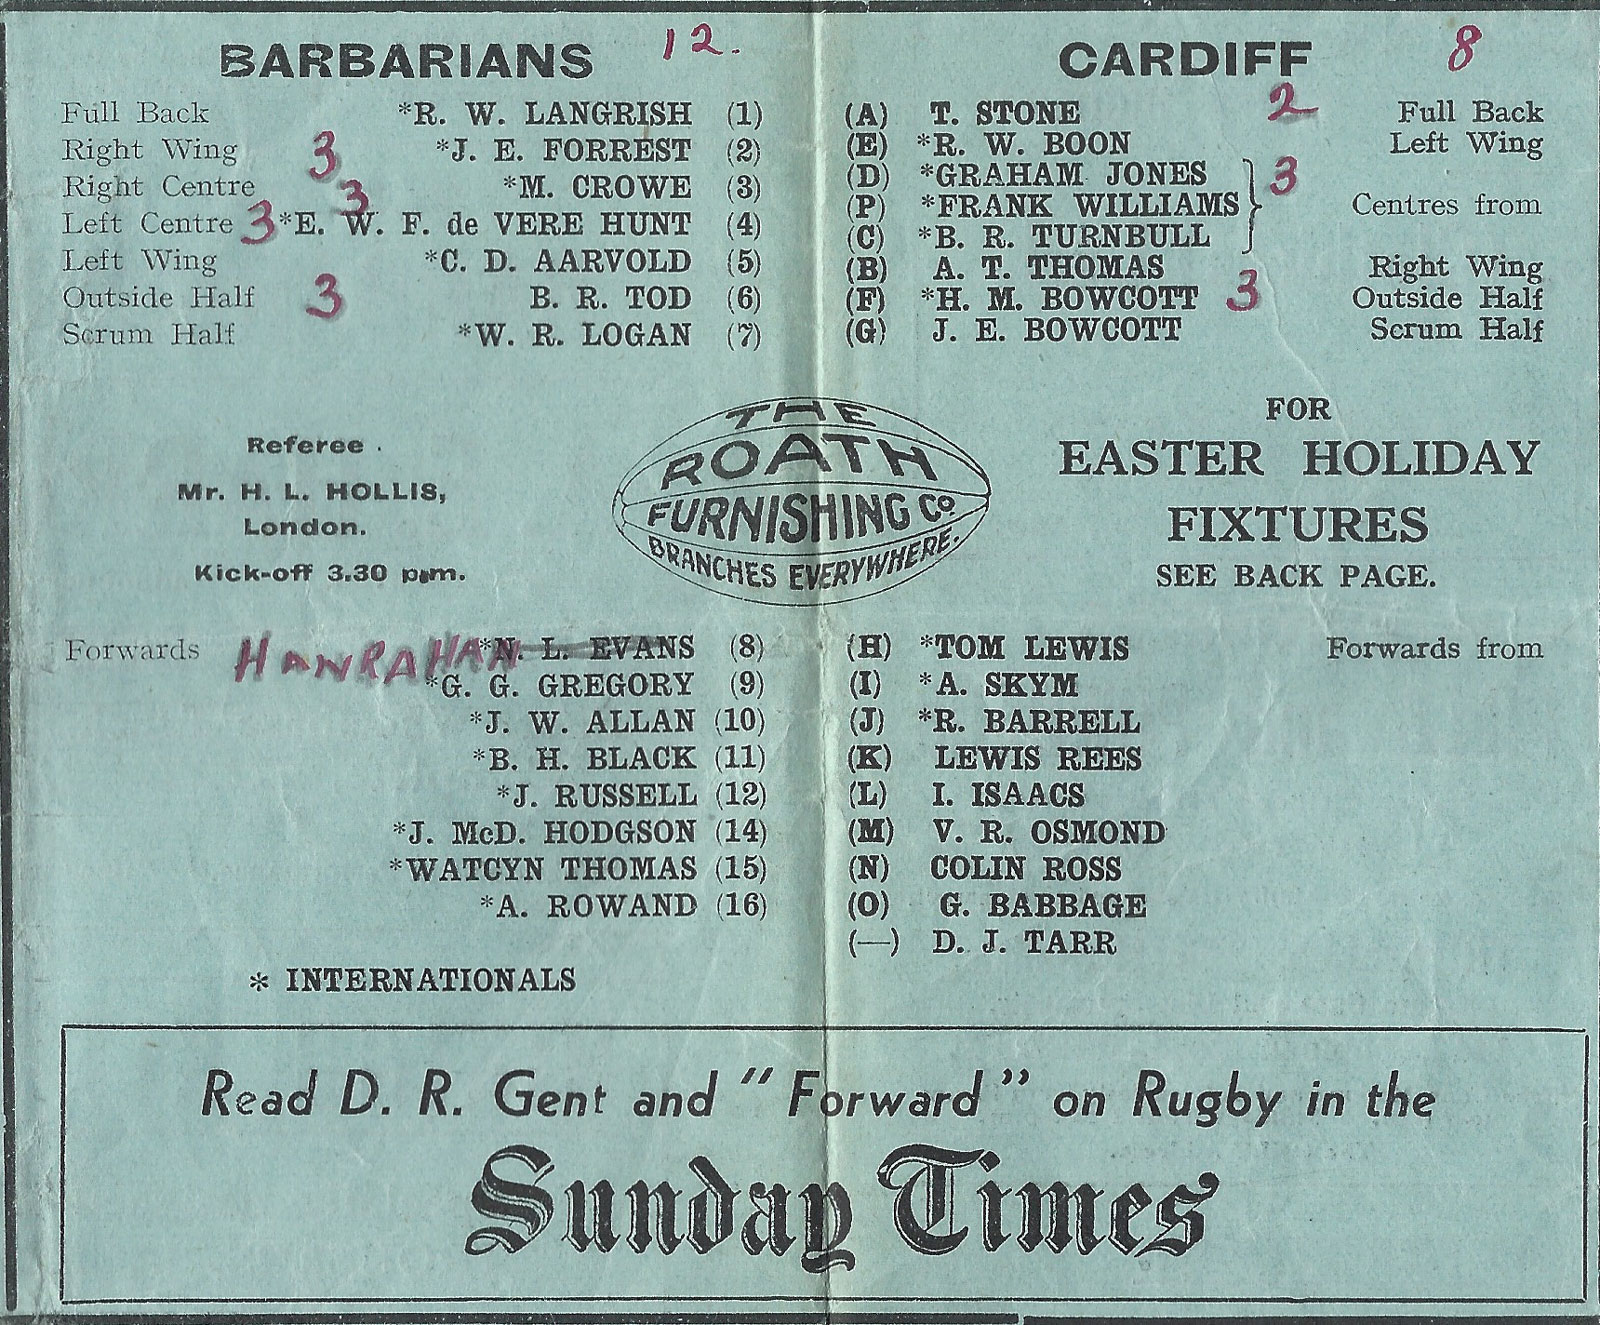 BARBARIANS 12.
Full Back *R. W. LANGRISH (1)
Right Wing 3 *J. E. FORREST (2)
Right Centre 3 *M. CROWE (3)
Left Centre 3 *E. W. F. de VERE HUNT (4)
Left Wing *C. D. AARVOLD (5)
Outside Half 3 B. R. TOD (6)
Scrum Half *W. R. LOGAN (7)
CARDIFF 8
(A) T. STONE 2 Full Back
(E) *R. W. BOON Left Wing
(D) *GRAHAM JONES 3
(P) *FRANK WILLIAMS Centres from
(C) *B. R. TURNBULL
(B) A. T. THOMAS Right Wing
(F) *H. M. BOWCOTT 3 Outside Half
(G) J. E. BOWCOTT Scrum Half
Referee .
Mr. H. L. HOLLIS,
London.
Kick-off 3.30 p.m.
THE
ROATH
FURNISHING Co.
BRANCHES EVERYWHERE.
FOR
EASTER HOLIDAY
FIXTURES
SEE BACK PAGE.
Forwards HANRAHAN *N. L. EVANS (8)
*G. G. GREGORY (9)
*J. W. ALLAN (10)
*B. H. BLACK (11)
*J. RUSSELL (12)
*J. McD. HODGSON (14)
*WATCYN THOMAS (15)
*A. ROWAND (16)
* INTERNATIONALS
(H) *TOM LEWIS Forwards from
(I) *A. SKYM
(J) *R. BARRELL
(K) LEWIS REES
(L) I. ISAACS
(M) V. R. OSMOND
(N) COLIN ROSS
(O) G. BABBAGE
(—) D. J. TARR
Read D. R. Gent and "Forward" on Rugby in the
Sunday Times